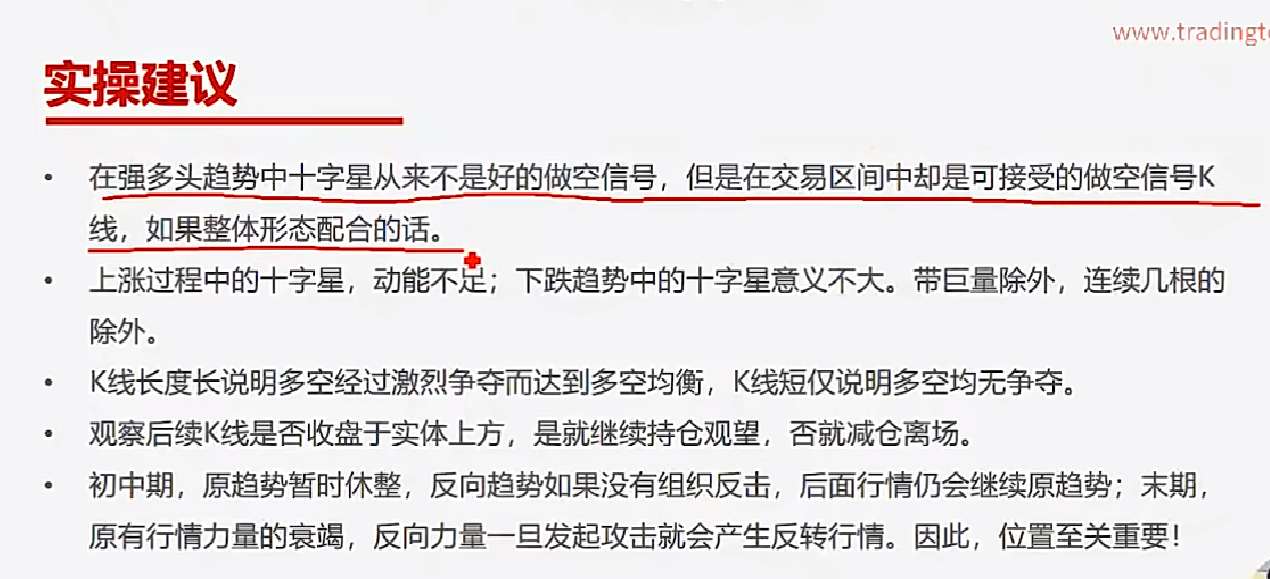 www.tradingt
实操建议
• 在强多头趋势中十字星从来不是好的做空信号，但是在交易区间中却是可接受的做空信号K
线，如果整体形态配合的话。
• 上涨过程中的十字星，动能不足；下跌趋势中的十字星意义不大。带巨量除外，连续几根的
除外。
• K线长度长说明多空经过激烈争夺而达到多空均衡，K线短仅说明多空均无争夺。
• 观察后续K线是否收盘于实体上方，是就继续持仓观望，否就减仓离场。
• 初中期，原趋势暂时休整，反向趋势如果没有组织反击，后面行情仍会继续原趋势；末期，
原有行情力量的衰竭，反向力量一旦发起攻击就会产生反转行情。因此，位置至关重要！